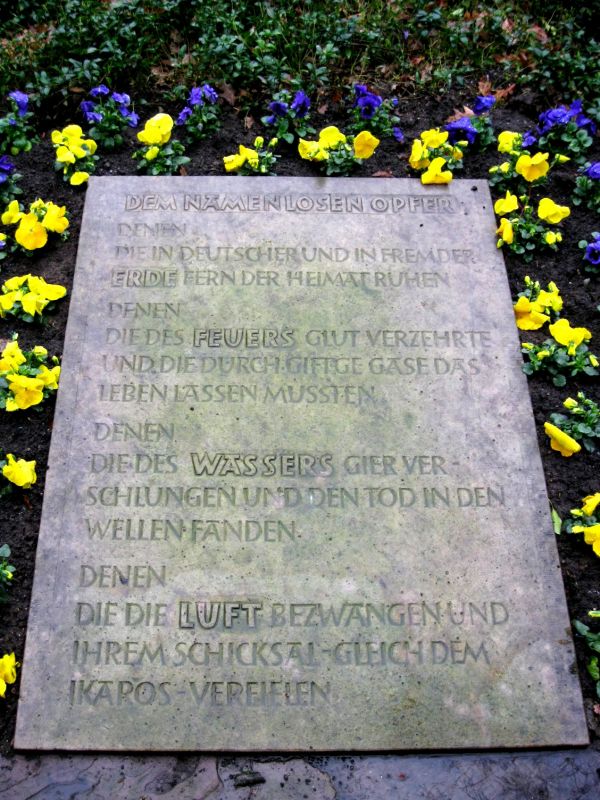 DEM NAMENLOSEN OPFER
DENEN
DIE IN DEUTSCHER UND IN FREMDER
ERDE FERN DER HEIMAT RUHEN
DENEN
DIE DES FEUERS GLUT VERZEHRTE
UND DIE DURCH GIFTGE GASE DAS
LEBEN LASSEN MUSSTEN
DENEN
DIE DES WASSERS GIER VER-
SCHLUNGEN UND DEN TOD IN DEN
WELLEN FANDEN
DENEN
DIE DIE LUFT BEZWANGEN UND
IHREM SCHICKSAL-GLEICH DEM
IKAROS-VERFIELEN